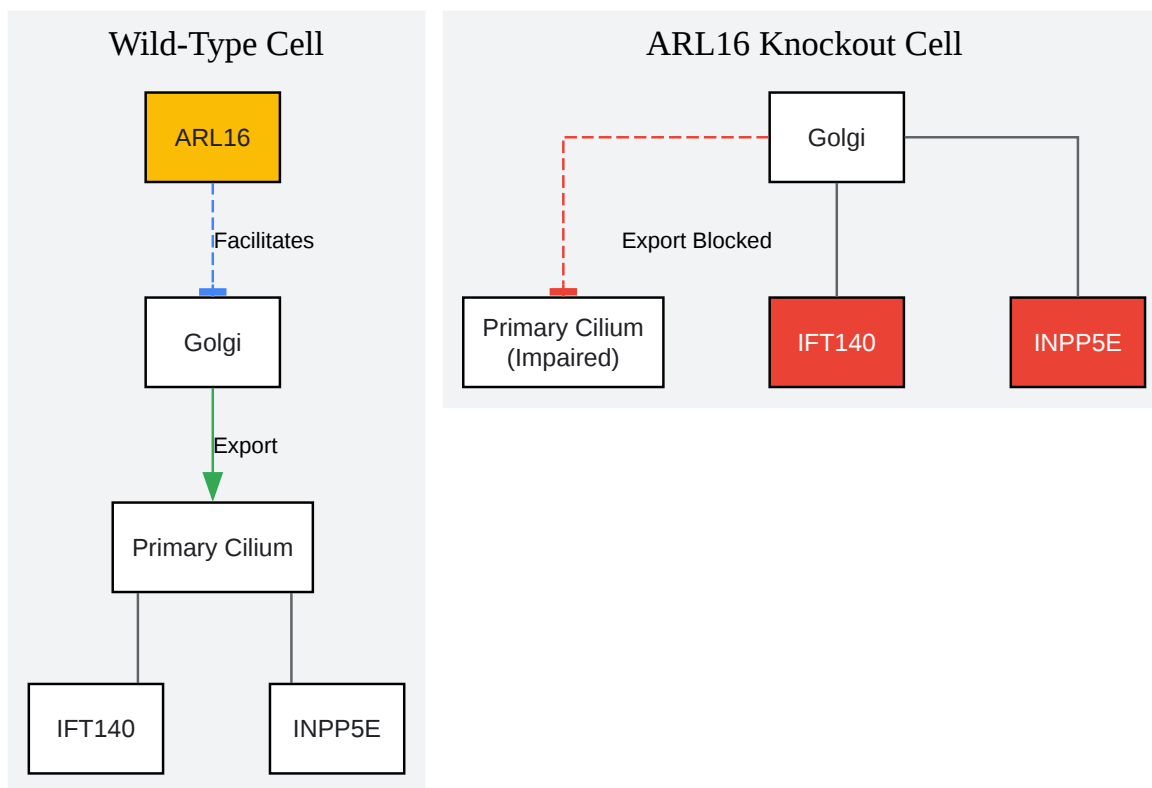 Wild-Type Cell
ARL16
Facilitates
Golgi
Export
Primary Cilium
IFT140
INPP5E
ARL16 Knockout Cell
Golgi
Export Blocked
Primary Cilium
(Impaired)
IFT140
INPP5E